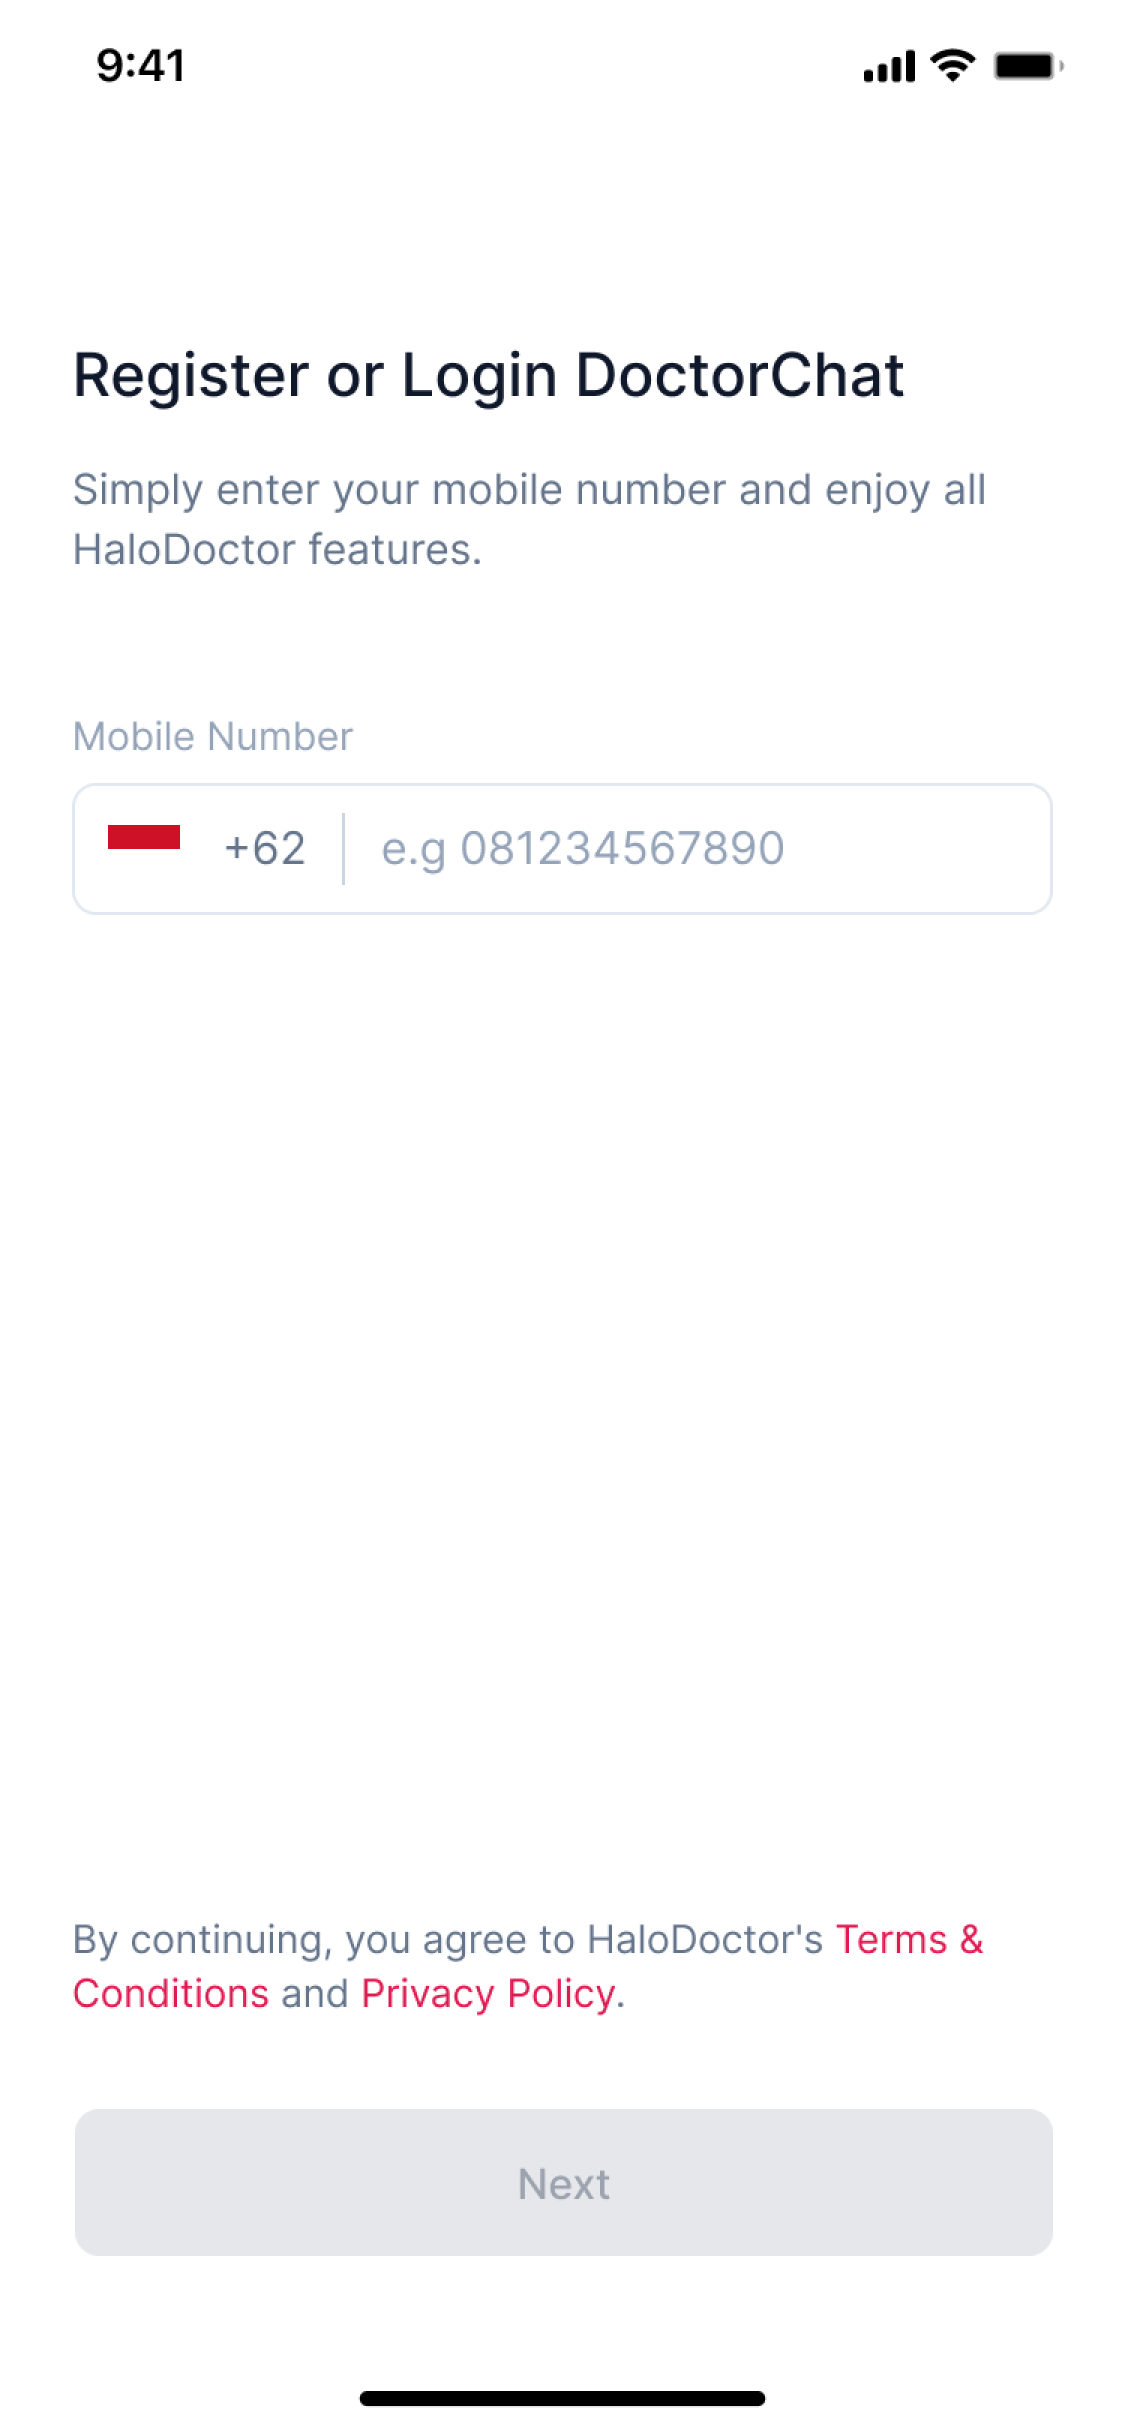 9:41
Register or Login DoctorChat
Simply enter your mobile number and enjoy all
HaloDoctor features.
Mobile Number
+62 e.g 081234567890
By continuing, you agree to HaloDoctor's Terms &
Conditions and Privacy Policy.
Next